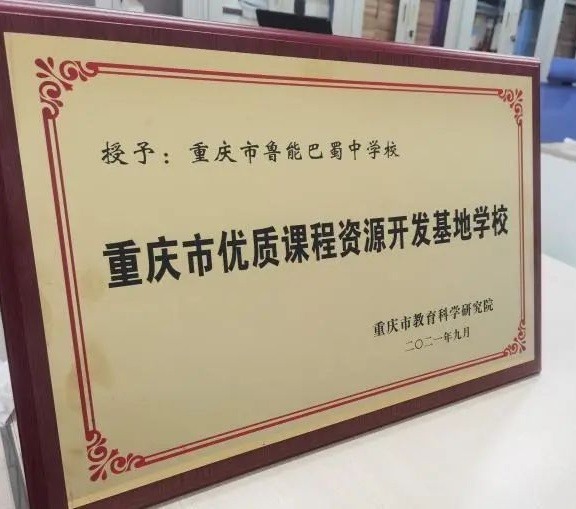 授予：重庆市鲁能巴蜀中学校
重庆市优质课程资源开发基地学校
重庆市教育科学研究院
二〇二一年九月